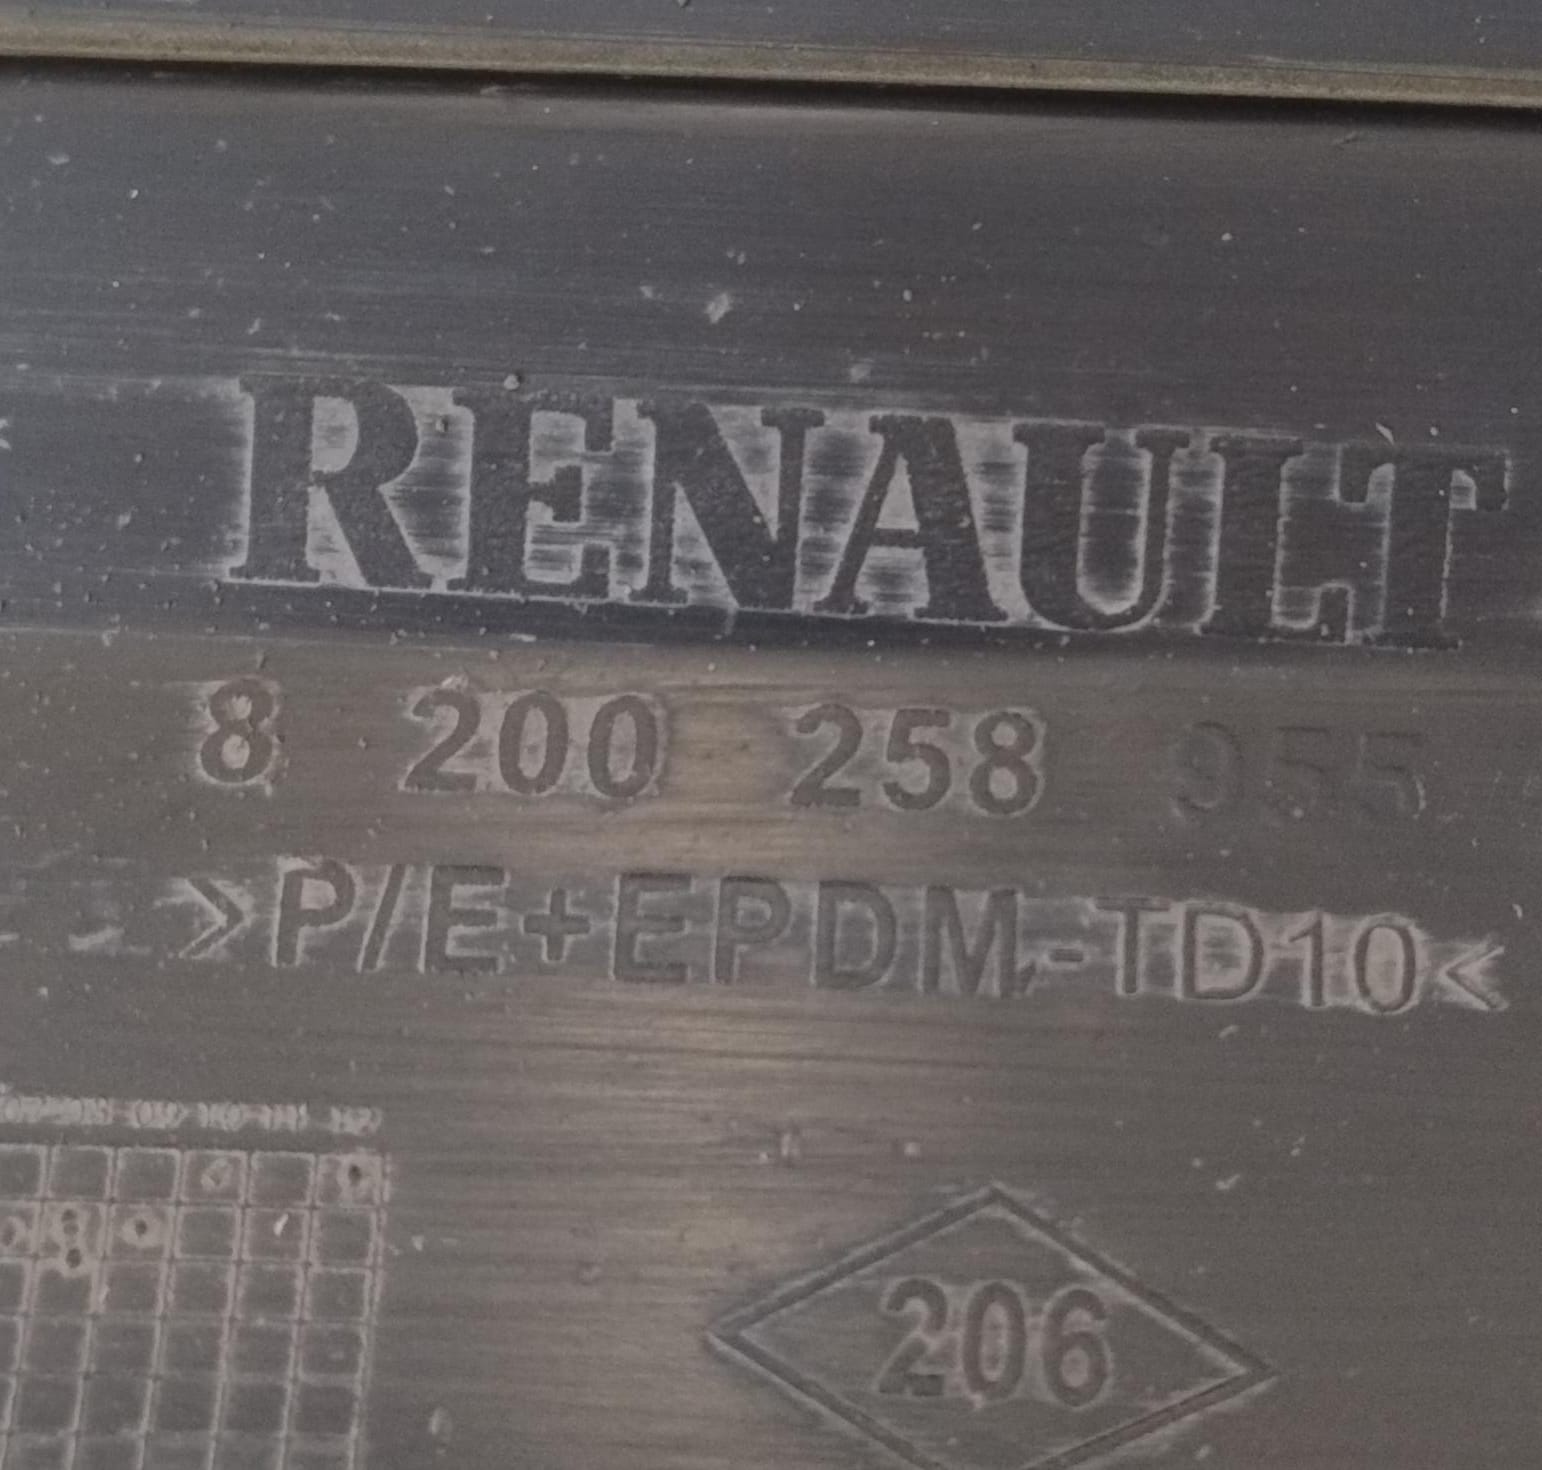 RENAULT
8 200 258 955
>P/E+EPDM-TD10<
206